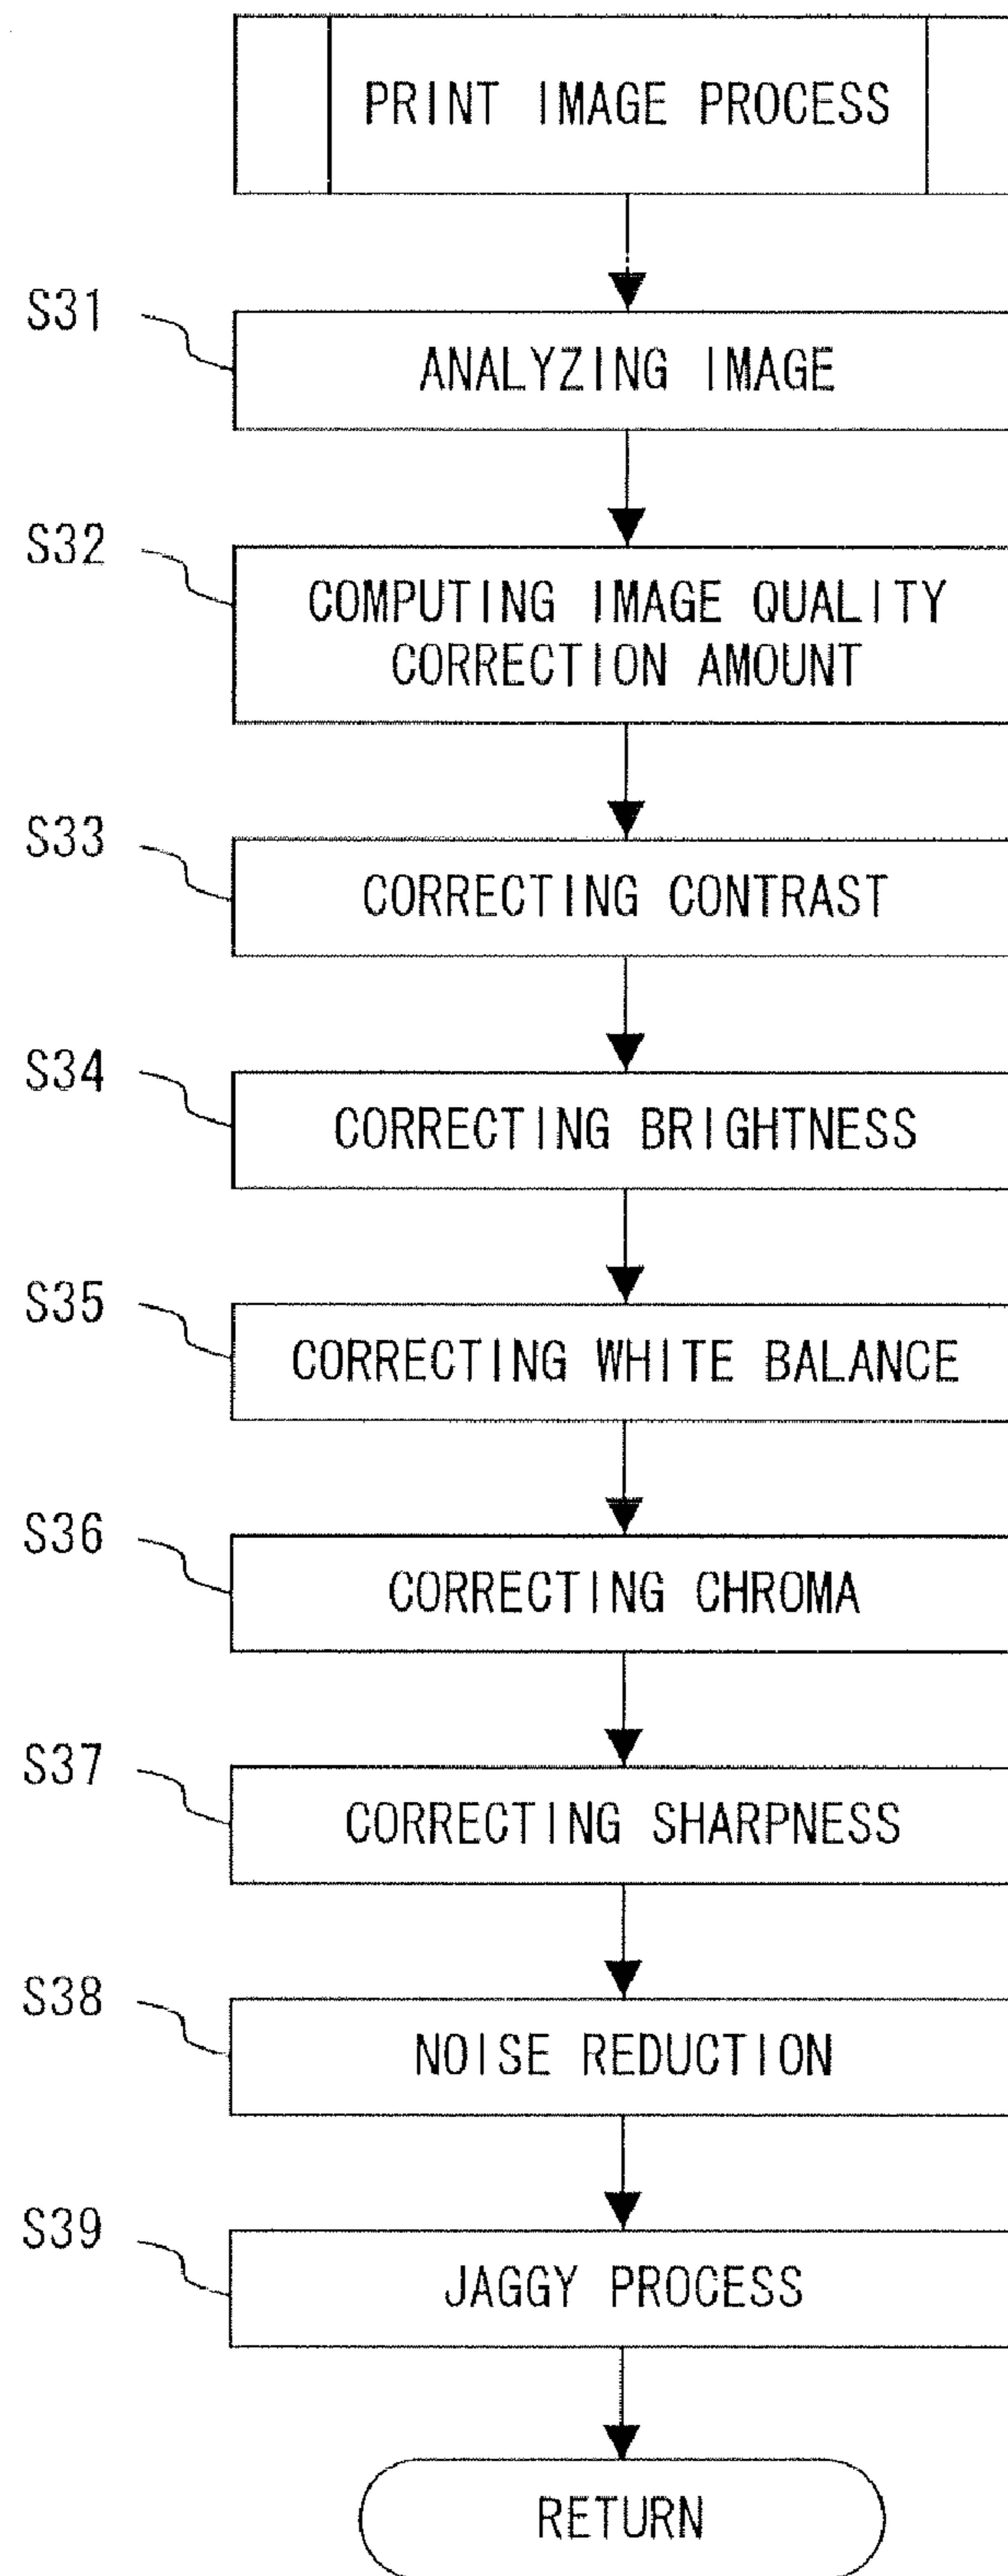 PRINT IMAGE PROCESS
S31
ANALYZING IMAGE
S32
COMPUTING IMAGE QUALITY
CORRECTION AMOUNT
S33
CORRECTING CONTRAST
S34
CORRECTING BRIGHTNESS
S35
CORRECTING WHITE BALANCE
S36
CORRECTING CHROMA
S37
CORRECTING SHARPNESS
S38
NOISE REDUCTION
S39
JAGGY PROCESS
RETURN